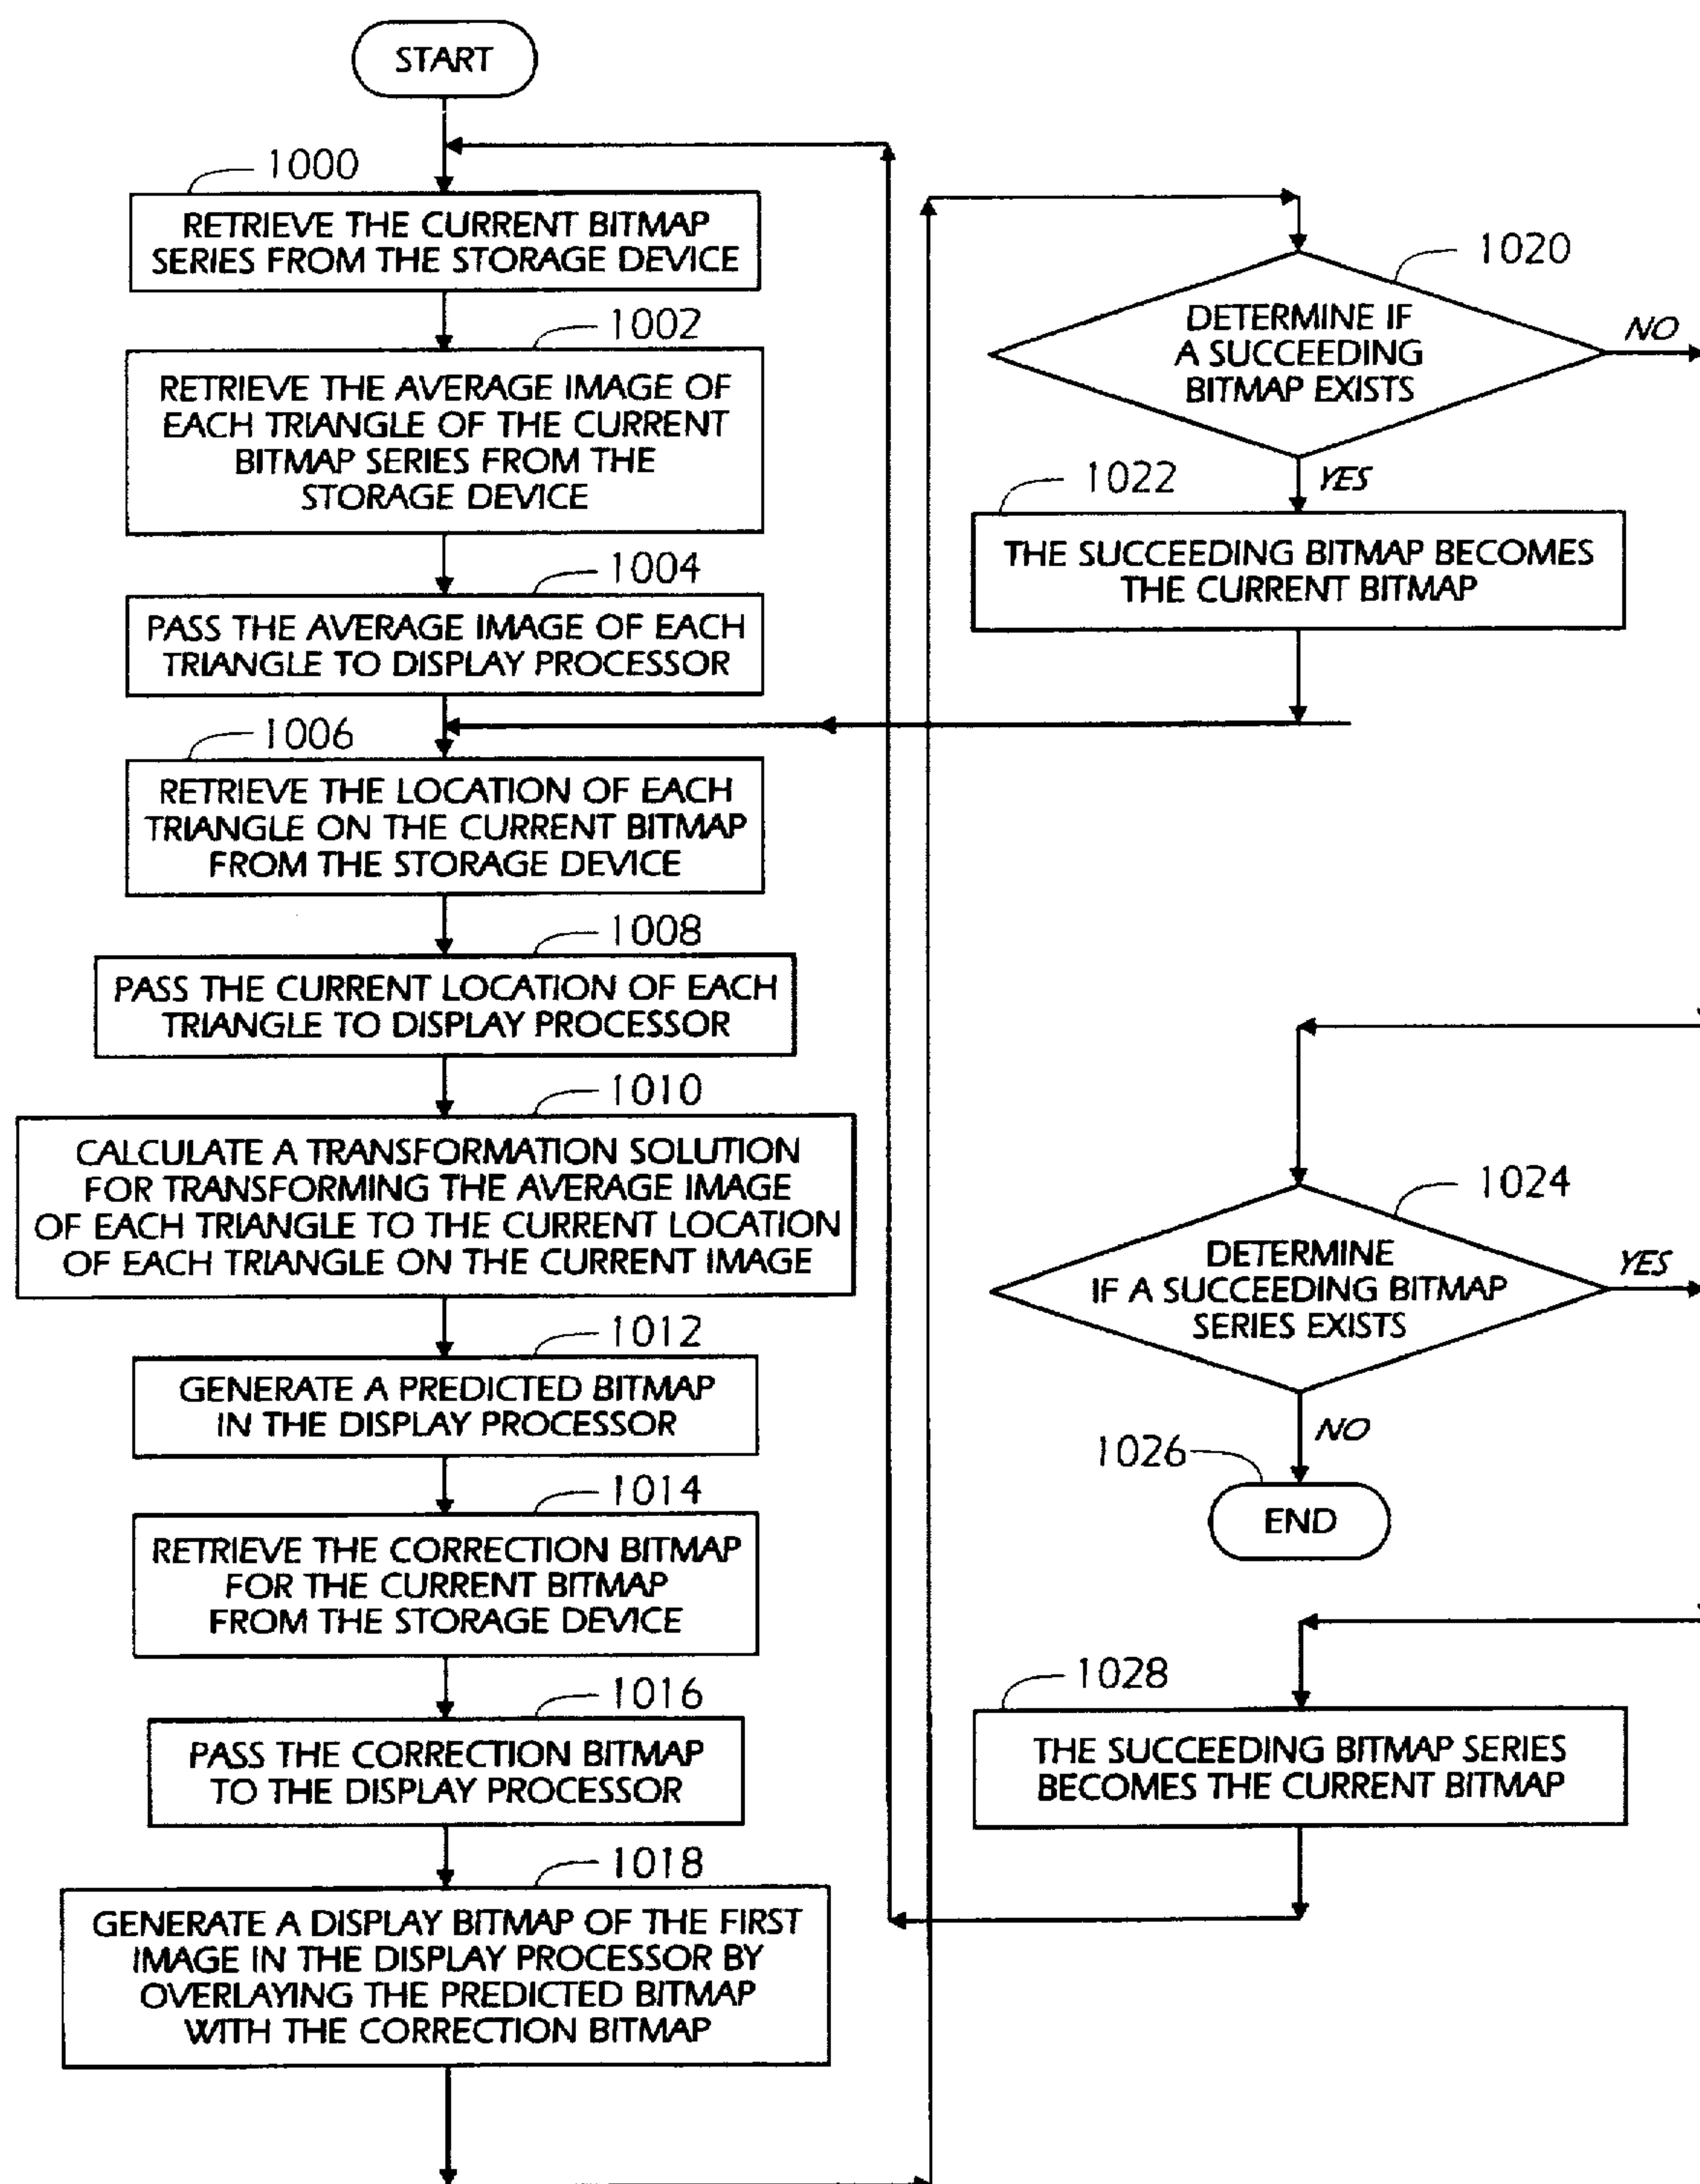 START
1000
RETRIEVE THE CURRENT BITMAP
SERIES FROM THE STORAGE DEVICE
1002
RETRIEVE THE AVERAGE IMAGE OF
EACH TRIANGLE OF THE CURRENT
BITMAP SERIES FROM THE
STORAGE DEVICE
1004
PASS THE AVERAGE IMAGE OF EACH
TRIANGLE TO DISPLAY PROCESSOR
1006
RETRIEVE THE LOCATION OF EACH
TRIANGLE ON THE CURRENT BITMAP
FROM THE STORAGE DEVICE
1008
PASS THE CURRENT LOCATION OF EACH
TRIANGLE TO DISPLAY PROCESSOR
1010
CALCULATE A TRANSFORMATION SOLUTION
FOR TRANSFORMING THE AVERAGE IMAGE
OF EACH TRIANGLE TO THE CURRENT LOCATION
OF EACH TRIANGLE ON THE CURRENT IMAGE
1012
GENERATE A PREDICTED BITMAP
IN THE DISPLAY PROCESSOR
1014
RETRIEVE THE CORRECTION BITMAP
FOR THE CURRENT BITMAP
FROM THE STORAGE DEVICE
1016
PASS THE CORRECTION BITMAP
TO THE DISPLAY PROCESSOR
1018
GENERATE A DISPLAY BITMAP OF THE FIRST
IMAGE IN THE DISPLAY PROCESSOR BY
OVERLAYING THE PREDICTED BITMAP
WITH THE CORRECTION BITMAP
1020
DETERMINE IF
A SUCCEEDING
BITMAP EXISTS
NO
YES
1022
THE SUCCEEDING BITMAP BECOMES
THE CURRENT BITMAP
1024
DETERMINE
IF A SUCCEEDING BITMAP
SERIES EXISTS
YES
NO
1026
END
1028
THE SUCCEEDING BITMAP SERIES
BECOMES THE CURRENT BITMAP